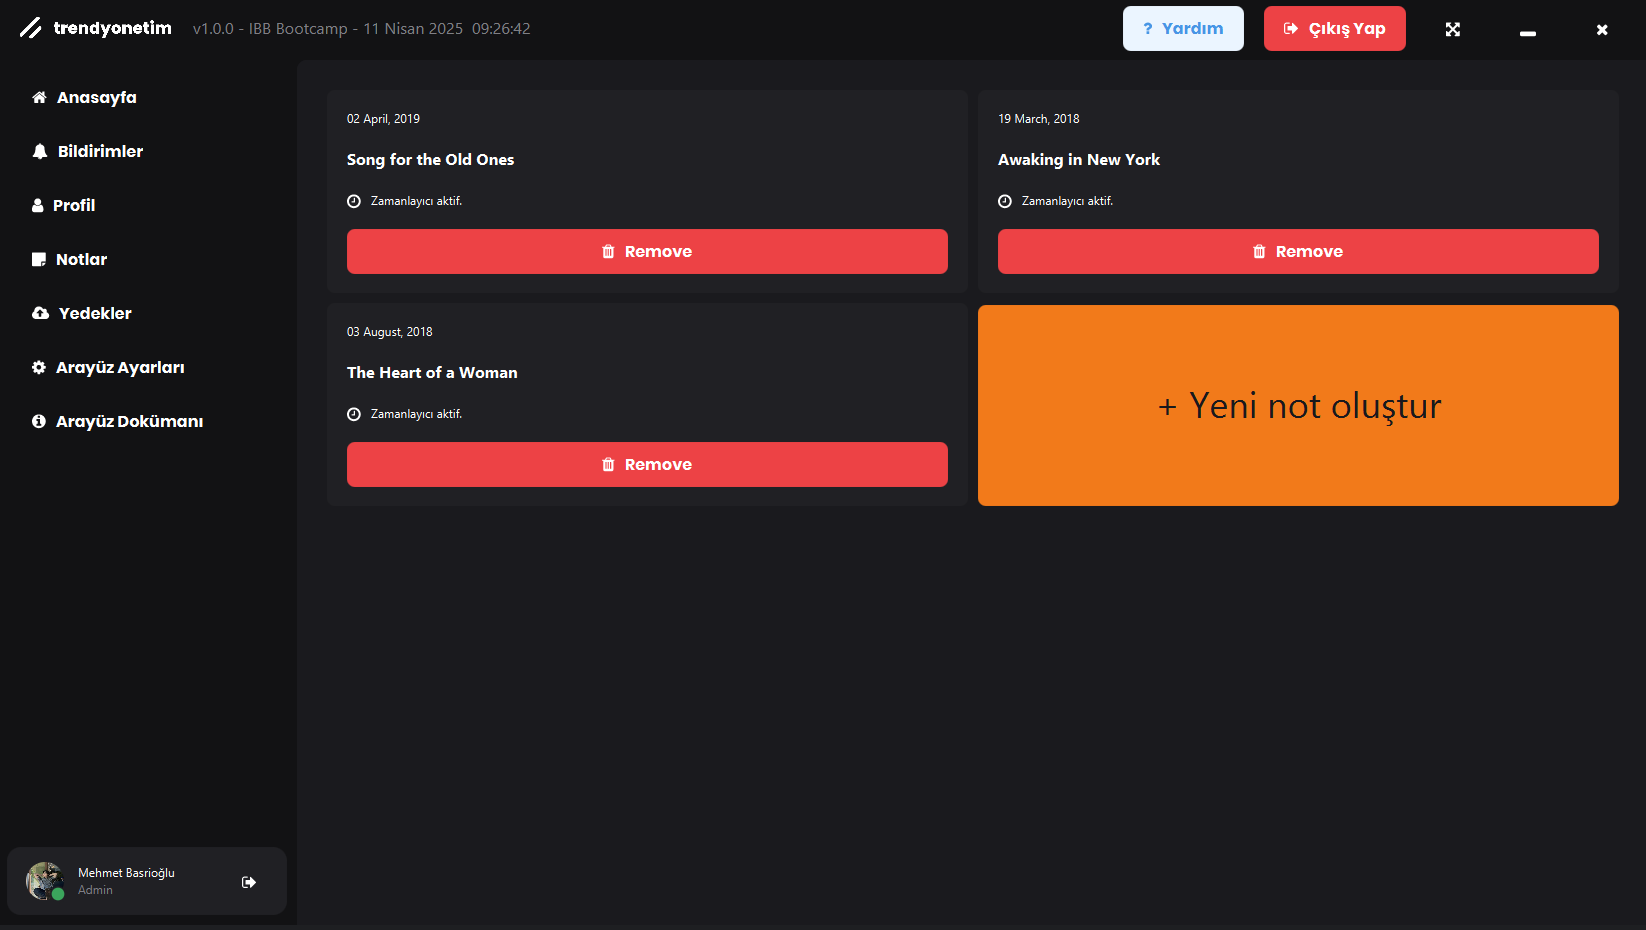 trendyonetim
v1.0.0 - IBB Bootcamp - 11 Nisan 2025 09:26:42
? Yardım
Çıkış Yap
Anasayfa
Bildirimler
Profil
Notlar
Yedekler
Arayüz Ayarları
Arayüz Dokümanı
02 April, 2019
Song for the Old Ones
Zamanlayıcı aktif.
Remove
19 March, 2018
Awaking in New York
Zamanlayıcı aktif.
Remove
03 August, 2018
The Heart of a Woman
Zamanlayıcı aktif.
Remove
+ Yeni not oluştur
Mehmet Basrioğlu
Admin